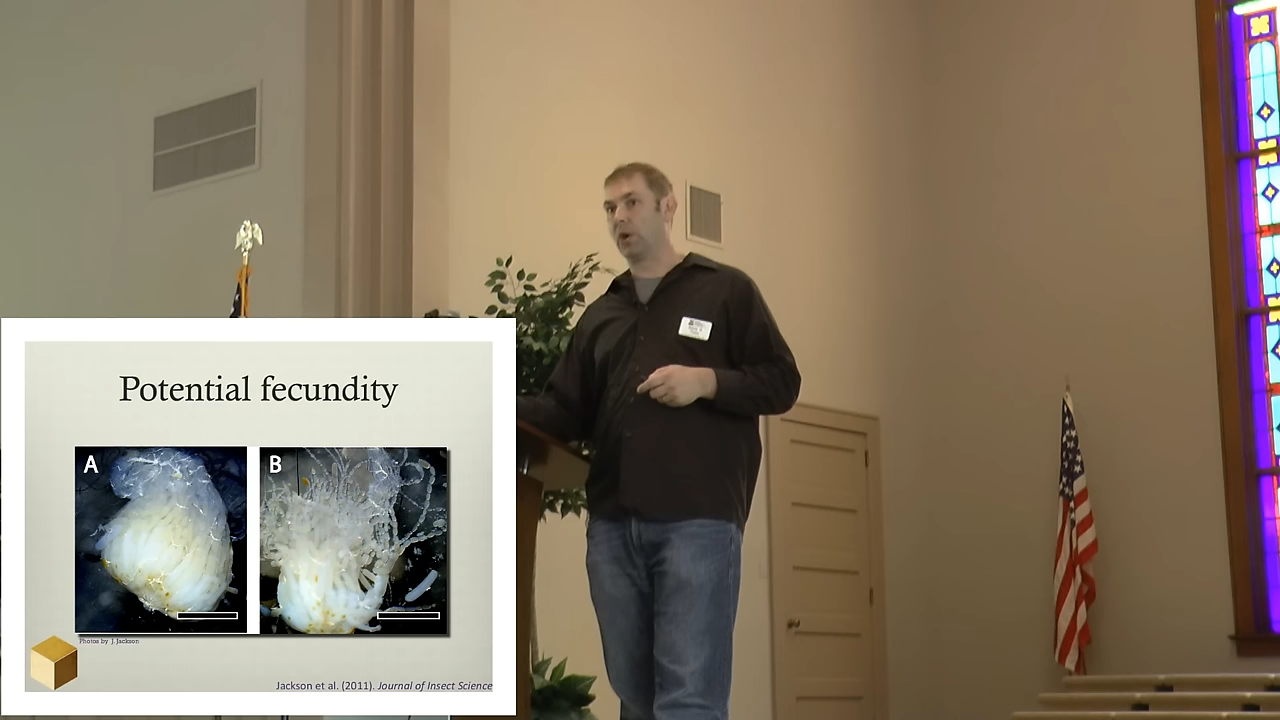 Potential fecundity
A
B
Photos by J. Jackson
Jackson et al. (2011). Journal of Insect Science